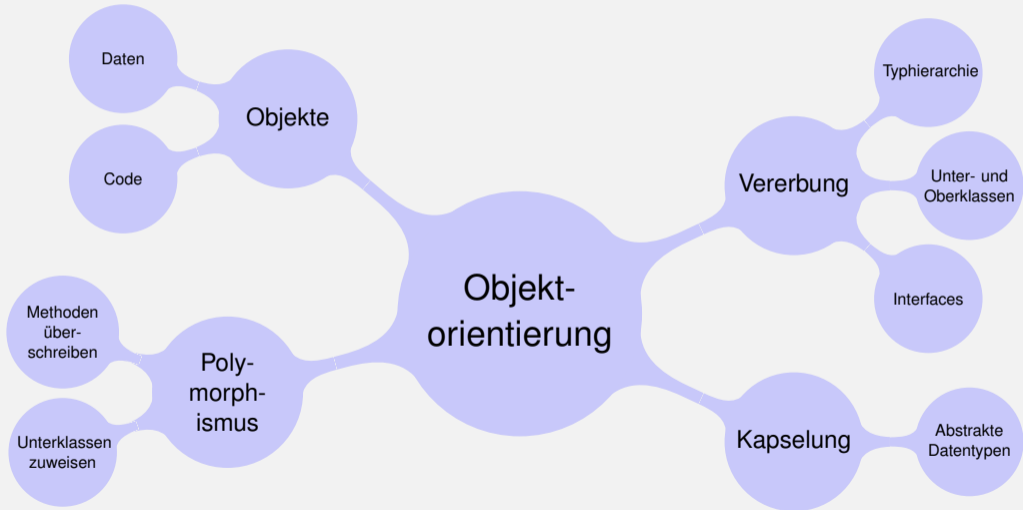 Daten
Objekte
Code
Methoden
über-
schreiben
Poly-
morph-
ismus
Unterklassen
zuweisen
Objekt-
orientierung
Typhierarchie
Vererbung
Unter- und
Oberklassen
Interfaces
Kapselung
Abstrakte
Datentypen